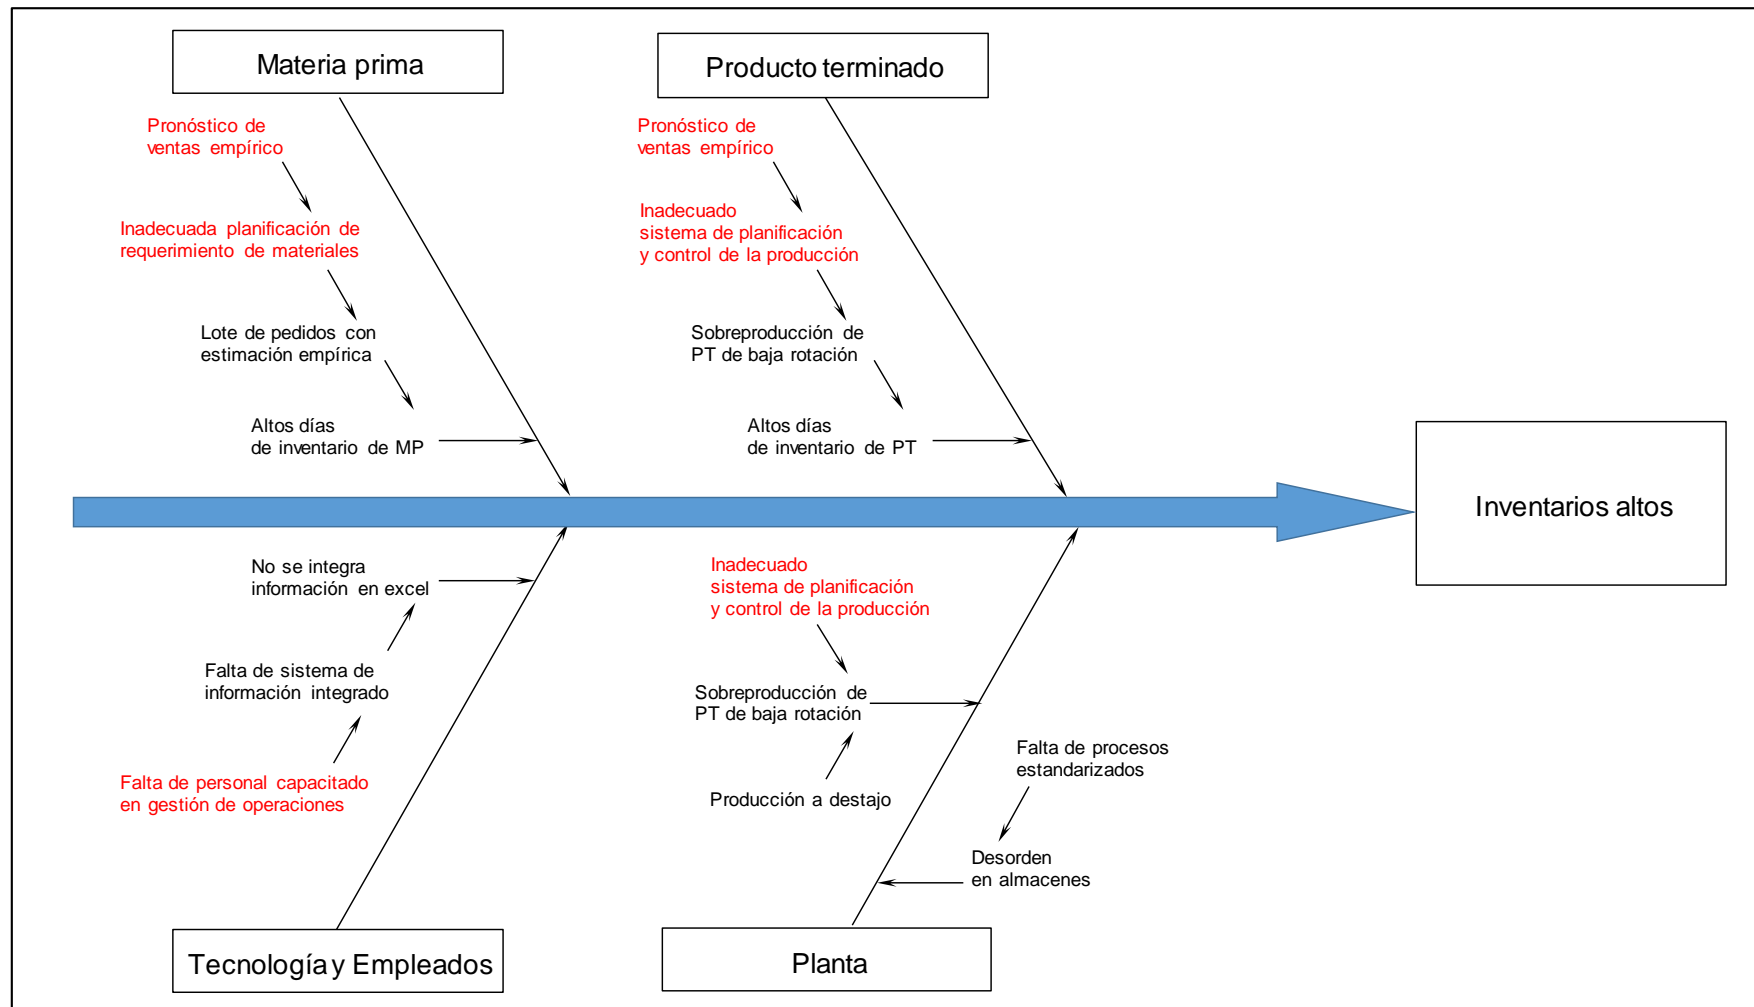 Materia prima
Producto terminado
Pronóstico de
ventas empírico
Inadecuada planificación de
requerimiento de materiales
Lote de pedidos con
estimación empírica
Altos días
de inventario de MP
Pronóstico de
ventas empírico
Inadecuado
sistema de planificación
y control de la producción
Sobreproducción de
PT de baja rotación
Altos días
de inventario de PT
Inventarios altos
No se integra
información en excel
Falta de sistema de
información integrado
Falta de personal capacitado
en gestión de operaciones
Inadecuado
sistema de planificación
y control de la producción
Sobreproducción de
PT de baja rotación
Producción a destajo
Falta de procesos
estandarizados
Desorden
en almacenes
Tecnología y Empleados
Planta